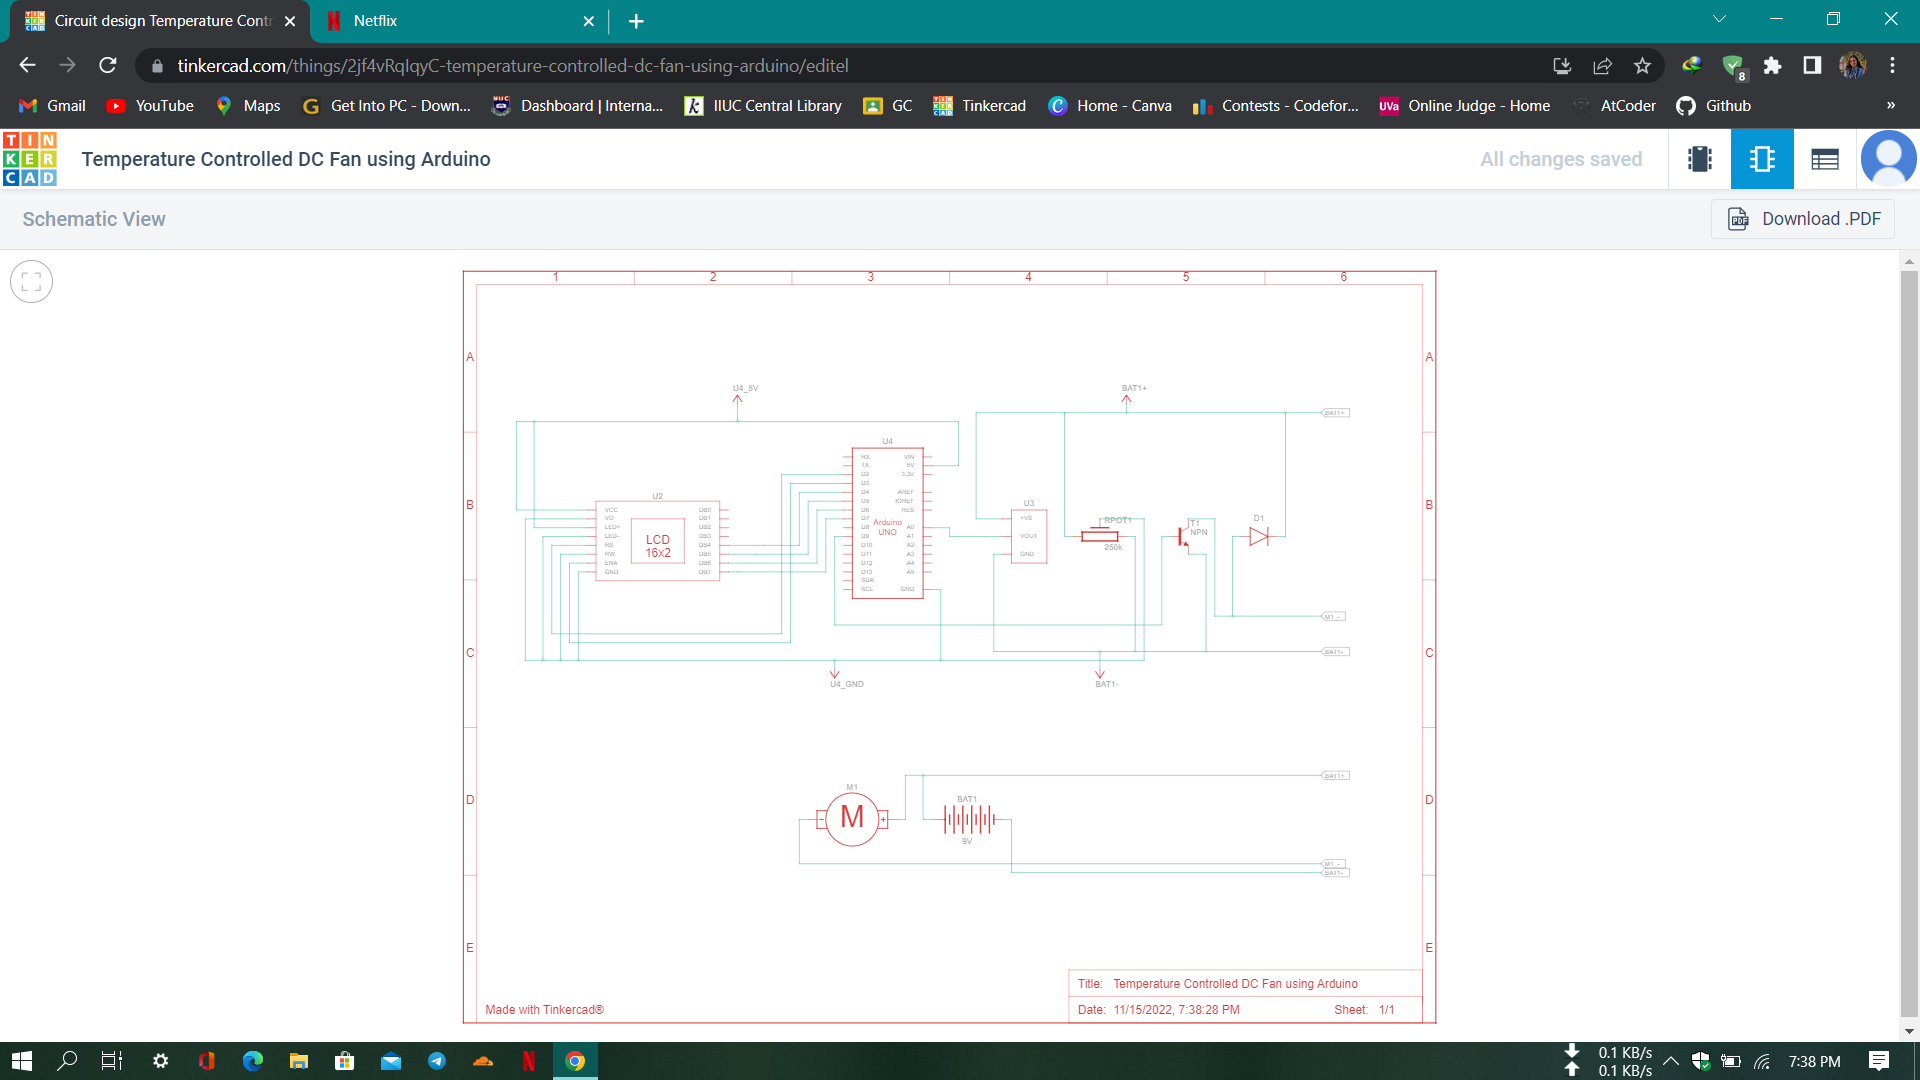 Circuit design Temperature Contr
Netflix
tinkercad.com/things/2jf4vRqIqyC-temperature-controlled-dc-fan-using-arduino/editel
8
Gmail
YouTube
Maps
G
Get Into PC - Down...
Dashboard | Interna...
k
IIUC Central Library
GC
Tinkercad
C
Home - Canva
Contests - Codefor...
UVa
Online Judge - Home
AtCoder
Github
»
TIN
KER
CAD
Temperature Controlled DC Fan using Arduino
All changes saved
Schematic View
PDF
Download .PDF
1 2 3 4 5 6
A A
U4_5V
BAT1+
BAT1+
U4
RX VIN
TX 5V
D2 3.3V
D3
D4 AREF
D5 IOREF
D6 RES
D7
D8 A0
D9 A1
D10 A2
D11 A3
D12 A4
D13 A5
SDA
SCL GND
Arduino
UNO
B B
U2
VCC DB0
VO DB1
LED+ DB2
LED- DB3
RS DB4
RW DB5
ENA DB6
GND DB7
LCD
16x2
U3
+VS
VOUT
GND
RPOT1
250k
T1
NPN
D1
M1_-
BAT1-
C C
U4_GND
BAT1-
BAT1+
D D
M1
M
- +
BAT1
9V
M1_-
BAT1-
E E
Title: Temperature Controlled DC Fan using Arduino
Made with Tinkercad®
Date: 11/15/2022, 7:38:28 PM
Sheet: 1/1
0.1 KB/s
0.1 KB/s
7:38 PM